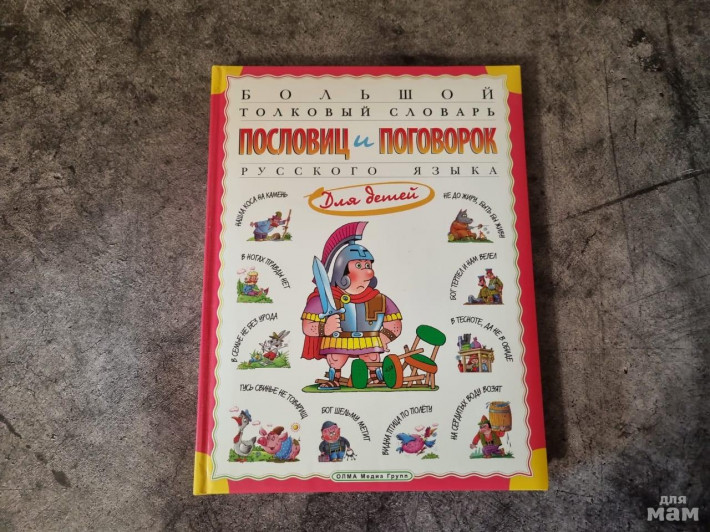 БОЛЬШОЙ
ТОЛКОВЫЙ СЛОВАРЬ
ПОСЛОВИЦ и ПОГОВОРОК
РУССКОГО ЯЗЫКА
Для детей
НАШЛА КОСА НА КАМЕНЬ
НЕ ДО ЖИРУ, БЫТЬ БЫ ЖИВУ
В НОГАХ ПРАВДЫ НЕТ
БОГ ТЕРПЕЛ И НАМ ВЕЛЕЛ
В СЕМЬЕ НЕ БЕЗ УРОДА
В ТЕСНОТЕ, ДА НЕ В ОБИДЕ
ГУСЬ СВИНЬЕ НЕ ТОВАРИЩ
БОГ ШЕЛЬМУ МЕТИТ
ВИДНА ПТИЦА ПО ПОЛЁТУ
НА СЕРДИТЫХ ВОДУ ВОЗЯТ
ОЛМА Медиа Групп
для
мам